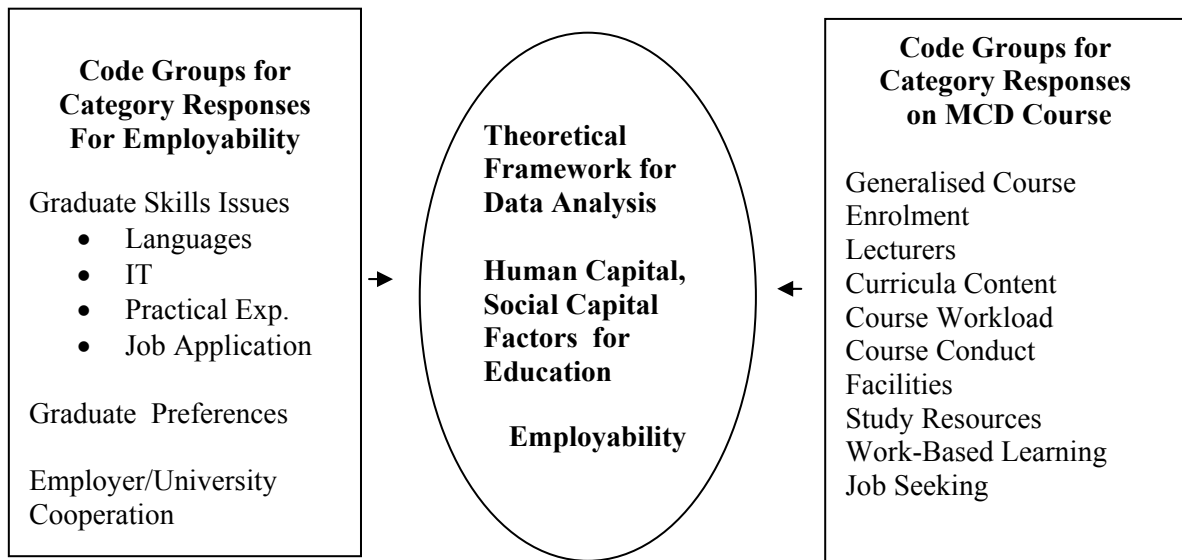 Code Groups for
Category Responses
For Employability
Graduate Skills Issues
• Languages
• IT
• Practical Exp.
• Job Application
Graduate Preferences
Employer/University
Cooperation
Theoretical
Framework for
Data Analysis
Human Capital,
Social Capital
Factors for
Education
Employability
Code Groups for
Category Responses
on MCD Course
Generalised Course
Enrolment
Lecturers
Curricula Content
Course Workload
Course Conduct
Facilities
Study Resources
Work-Based Learning
Job Seeking